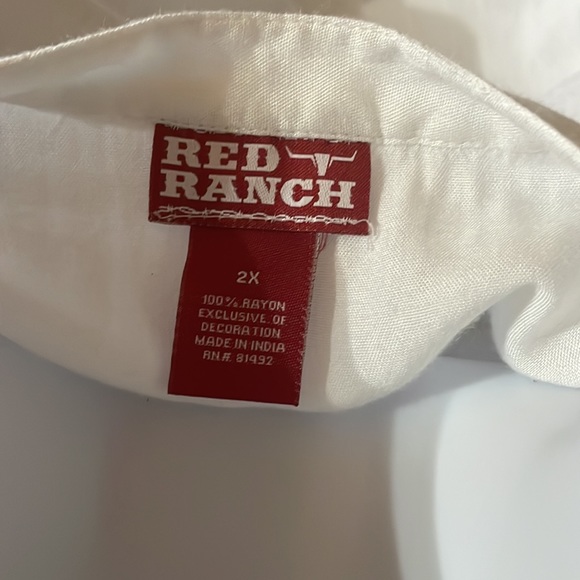 RED
RANCH
2X
100% RAYON
EXCLUSIVE OF
DECORATION
MADE IN INDIA
RN# 81492